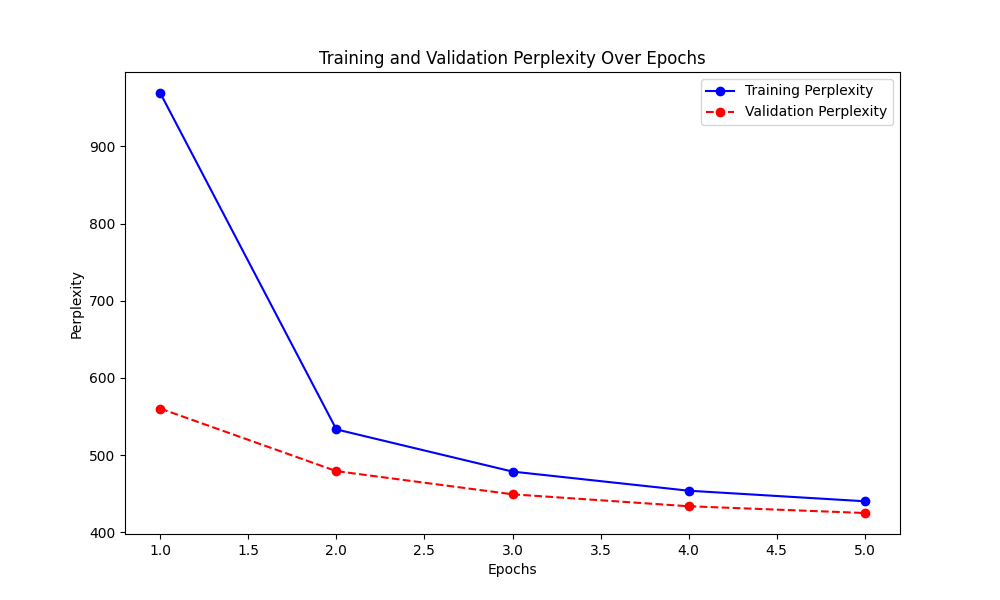 Training and Validation Perplexity Over Epochs
Training Perplexity
Validation Perplexity
Perplexity
900
800
700
600
500
400
1.0 1.5 2.0 2.5 3.0 3.5 4.0 4.5 5.0
Epochs